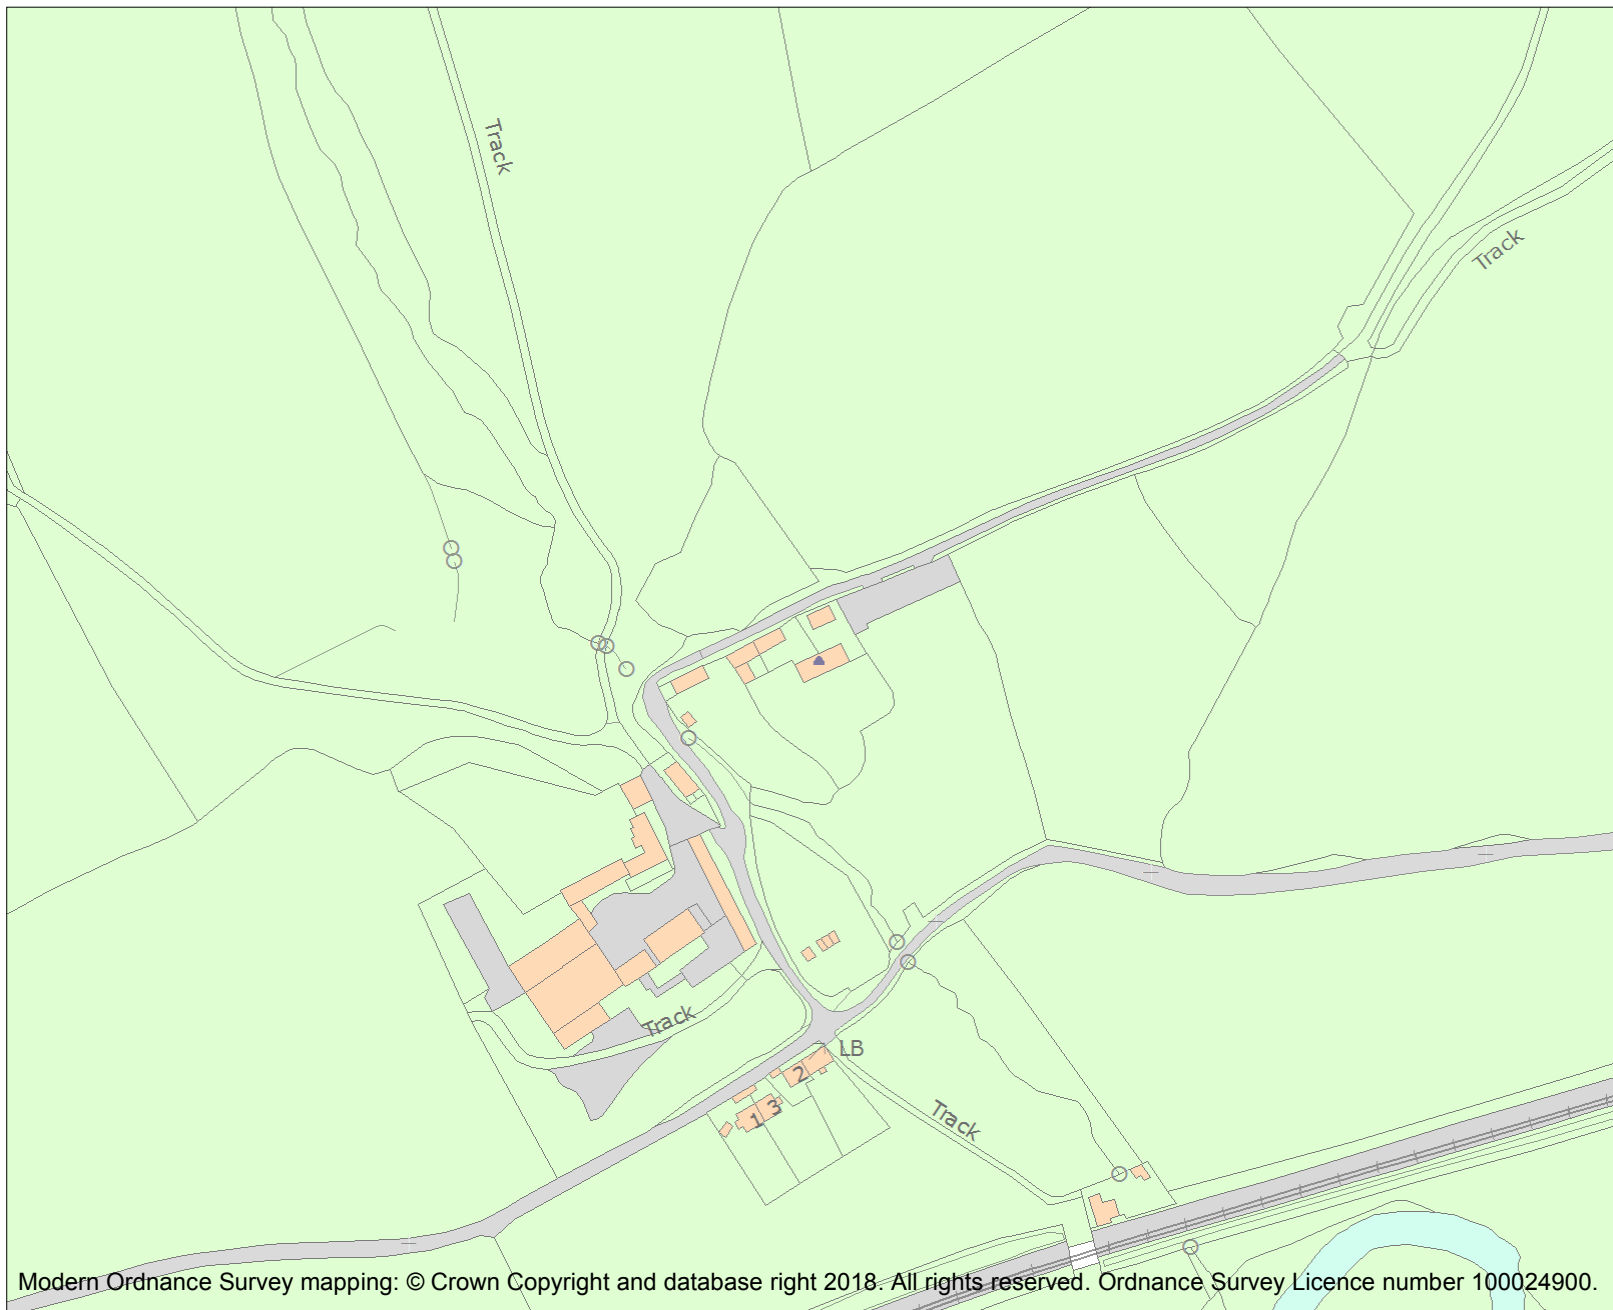 Track
Track
Track
LB
2
3
1
Track
Modern Ordnance Survey mapping: © Crown Copyright and database right 2018. All rights reserved. Ordnance Survey Licence number 100024900.